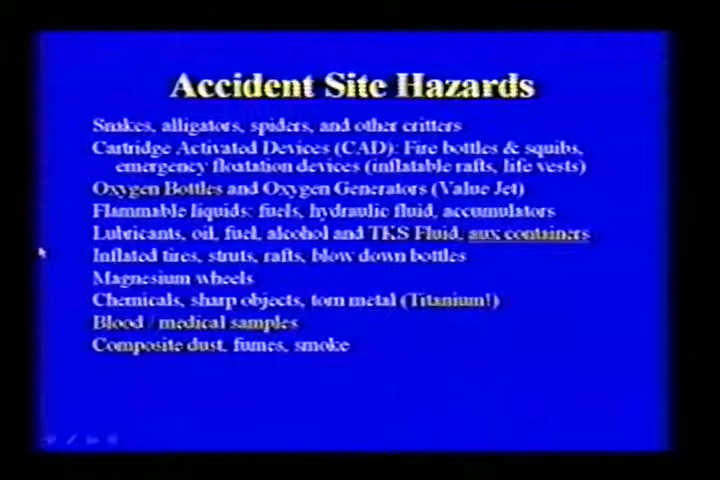 Accident Site Hazards
Snakes, alligators, spiders, and other critters
Cartridge Activated Devices (CAD): Fire bottles & squibs,
emergency floatation devices (inflatable rafts, life vests)
Oxygen Bottles and Oxygen Generators (Value Jet)
Flammable liquids: fuels, hydraulic fluid, accumulators
Lubricants, oil, fuel, alcohol and TKS Fluid, aux containers
Inflated tires, struts, rafts, blow down bottles
Magnesium wheels
Chemicals, sharp objects, torn metal (Titanium!)
Blood / medical samples
Composite dust, fumes, smoke